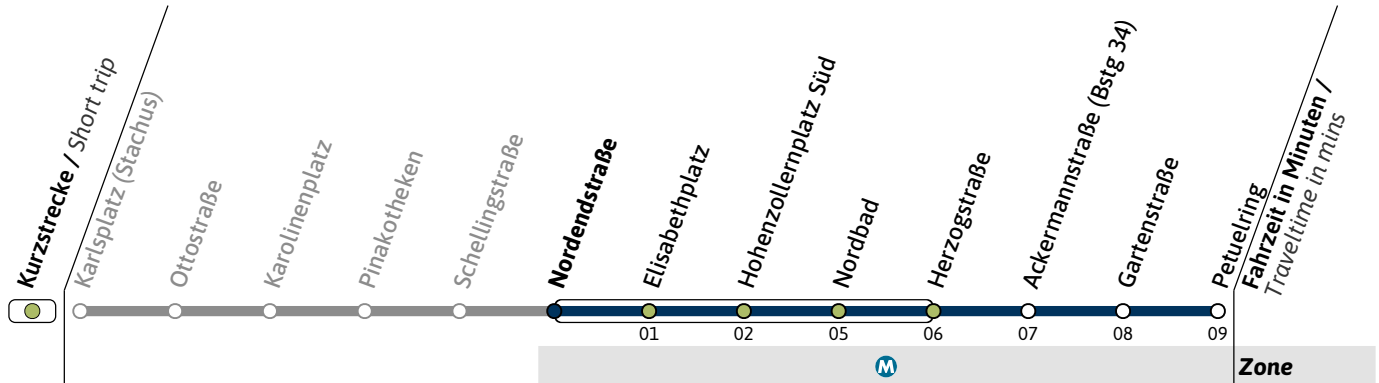 Kurzstrecke / Short trip
Karlsplatz (Stachus)
Ottostraße
Karolinenplatz
Pinakotheken
Schellingstraße
Nordendstraße
Elisabethplatz
Hohenzollernplatz Süd
Nordbad
Herzogstraße
Ackermannstraße (Bstg 34)
Gartenstraße
Petuelring
Fahrzeit in Minuten /
Traveltime in mins
01 02 05 06 07 08 09
M Zone